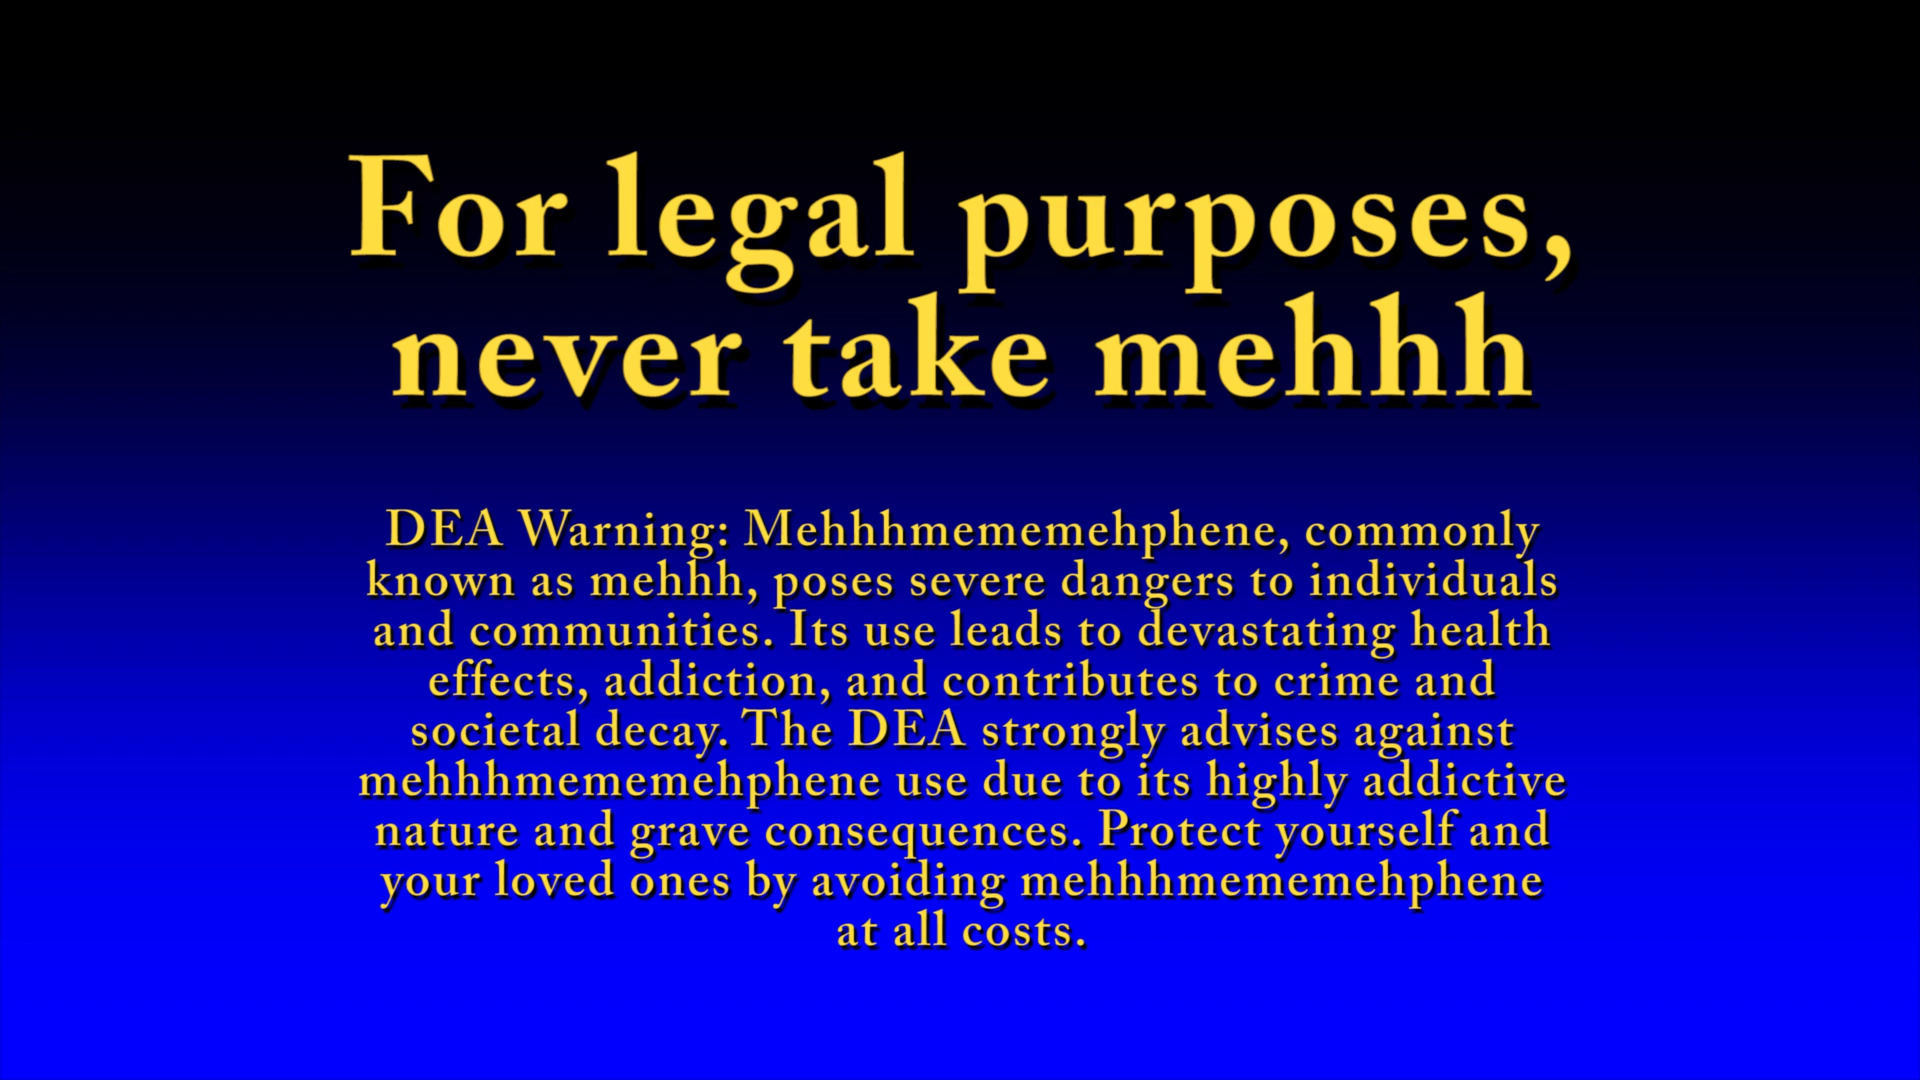 For legal purposes,
never take mehhh
DEA Warning: Mehhhmememehphene, commonly
known as mehhh, poses severe dangers to individuals
and communities. Its use leads to devastating health
effects, addiction, and contributes to crime and
societal decay. The DEA strongly advises against
mehhhmememehphene use due to its highly addictive
nature and grave consequences. Protect yourself and
your loved ones by avoiding mehhhmememehphene
at all costs.